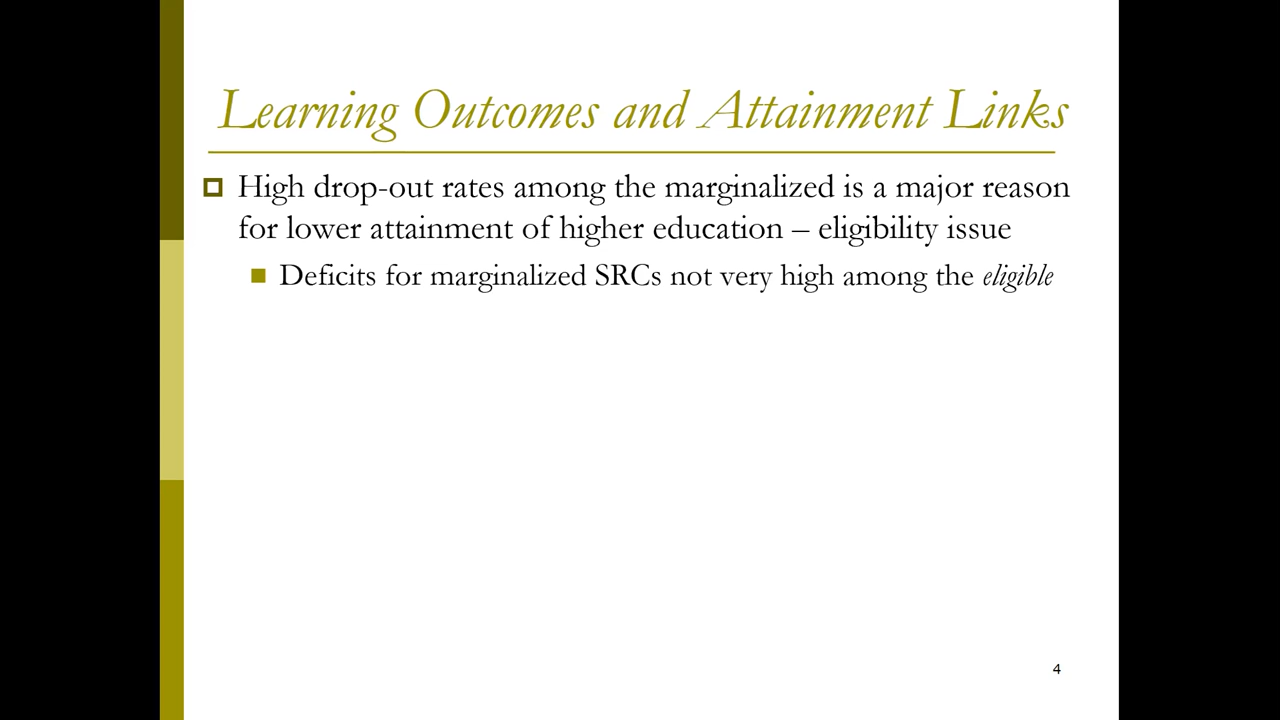 Learning Outcomes and Attainment Links
High drop-out rates among the marginalized is a major reason
for lower attainment of higher education – eligibility issue
Deficits for marginalized SRCs not very high among the eligible
4